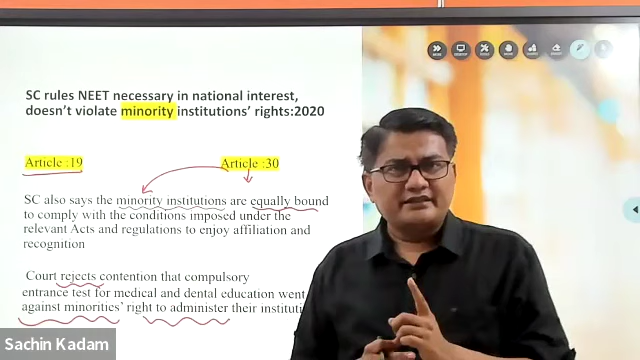 SC rules NEET necessary in national interest,
doesn't violate minority institutions' rights:2020
Article :19 Article :30
SC also says the minority institutions are equally bound
to comply with the conditions imposed under the
relevant Acts and regulations to enjoy affiliation and
recognition
Court rejects contention that compulsory
entrance test for medical and dental education went
against minorities' right to administer their
Sachin Kadam